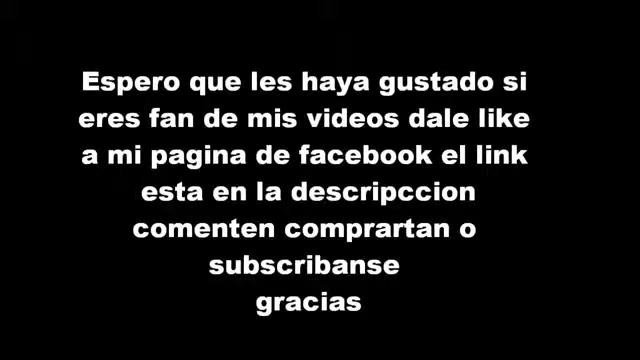 Espero que les haya gustado si
eres fan de mis videos dale like
a mi pagina de facebook el link
esta en la descripccion
comenten comprartan o
subscribanse
gracias